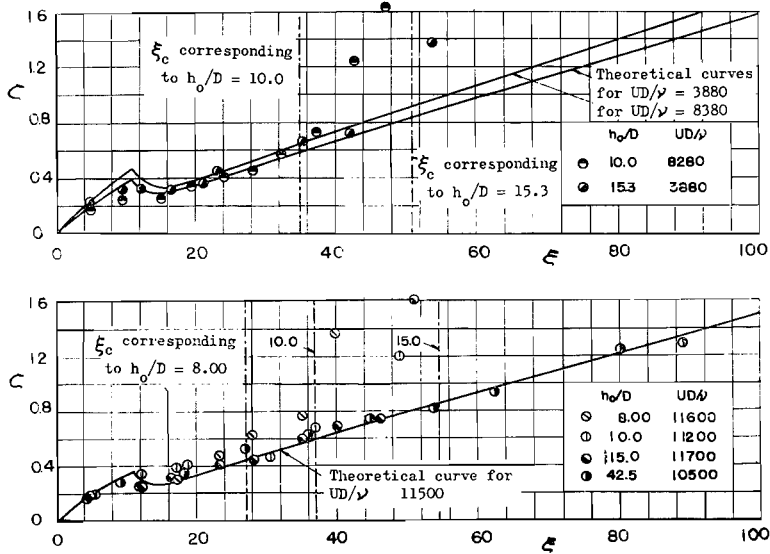 1.6
1.2
0.8
0.4
0
ζ
ξc corresponding
to ho/D = 10.0
Theoretical curves
for UD/ν = 3880
for UD/ν = 8380
ho/D UD/ν
10.0 8280
15.3 3880
ξc corresponding
to ho/D = 15.3
0 20 40 60 80 100
ξ
1.6
1.2
0.8
0.4
0
ζ
ξc corresponding
to ho/D = 8.00
10.0
15.0
ho/D UD/ν
8.00 11600
10.0 11200
15.0 11700
42.5 10500
Theoretical curve for
UD/ν 11500
0 20 40 60 80 100
ξ